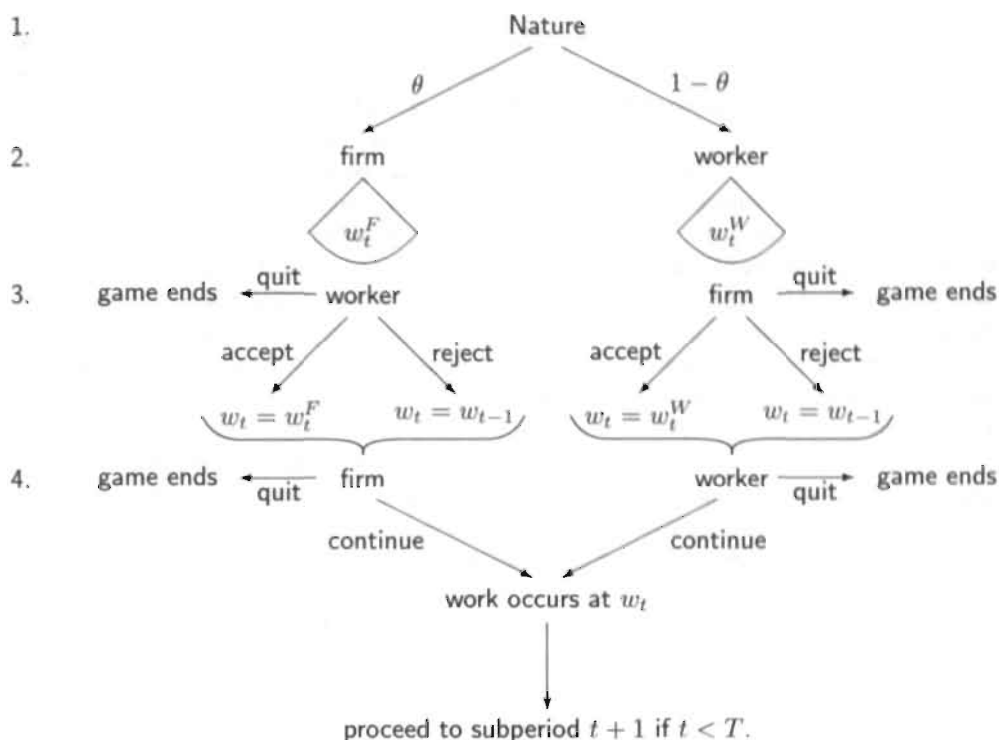 1. Nature
θ 1 − θ
2. firm worker
w_t^F w_t^W
3. game ends quit worker firm quit game ends
accept reject accept reject
w_t = w_t^F w_t = w_{t−1} w_t = w_t^W w_t = w_{t−1}
4. game ends quit firm worker quit game ends
continue continue
work occurs at w_t
proceed to subperiod t + 1 if t < T.